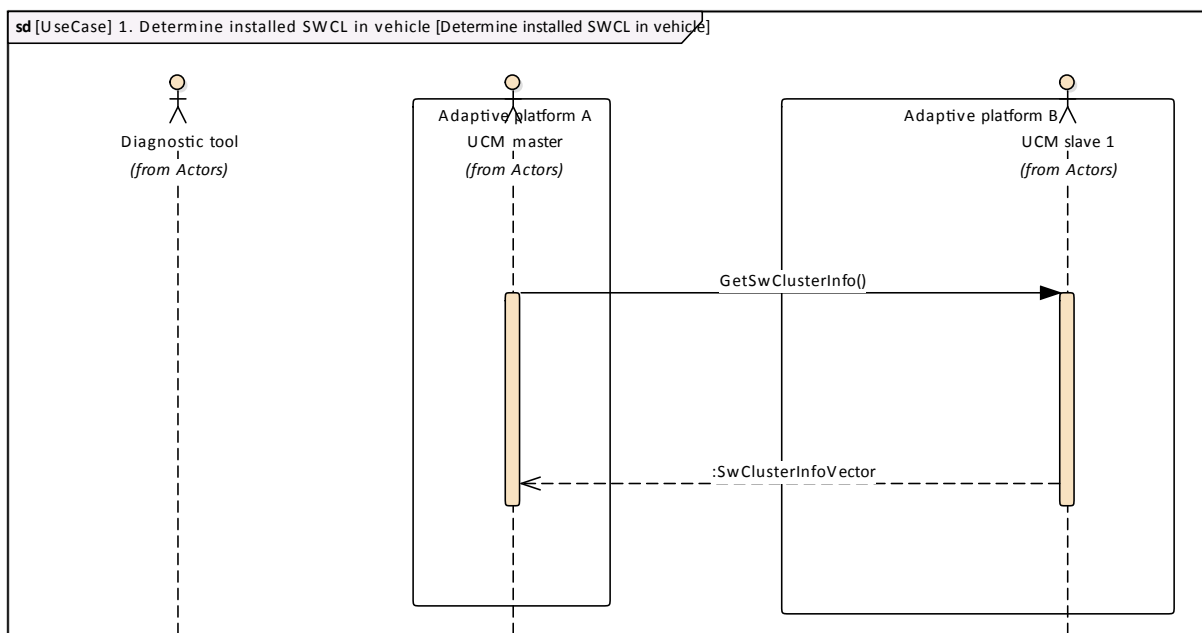 sd [UseCase] 1. Determine installed SWCL in vehicle [Determine installed SWCL in vehicle]
Adaptive platform A
Adaptive platform B
Diagnostic tool
UCM master
UCM slave 1
(from Actors)
(from Actors)
(from Actors)
GetSwClusterInfo()
:SwClusterInfoVector